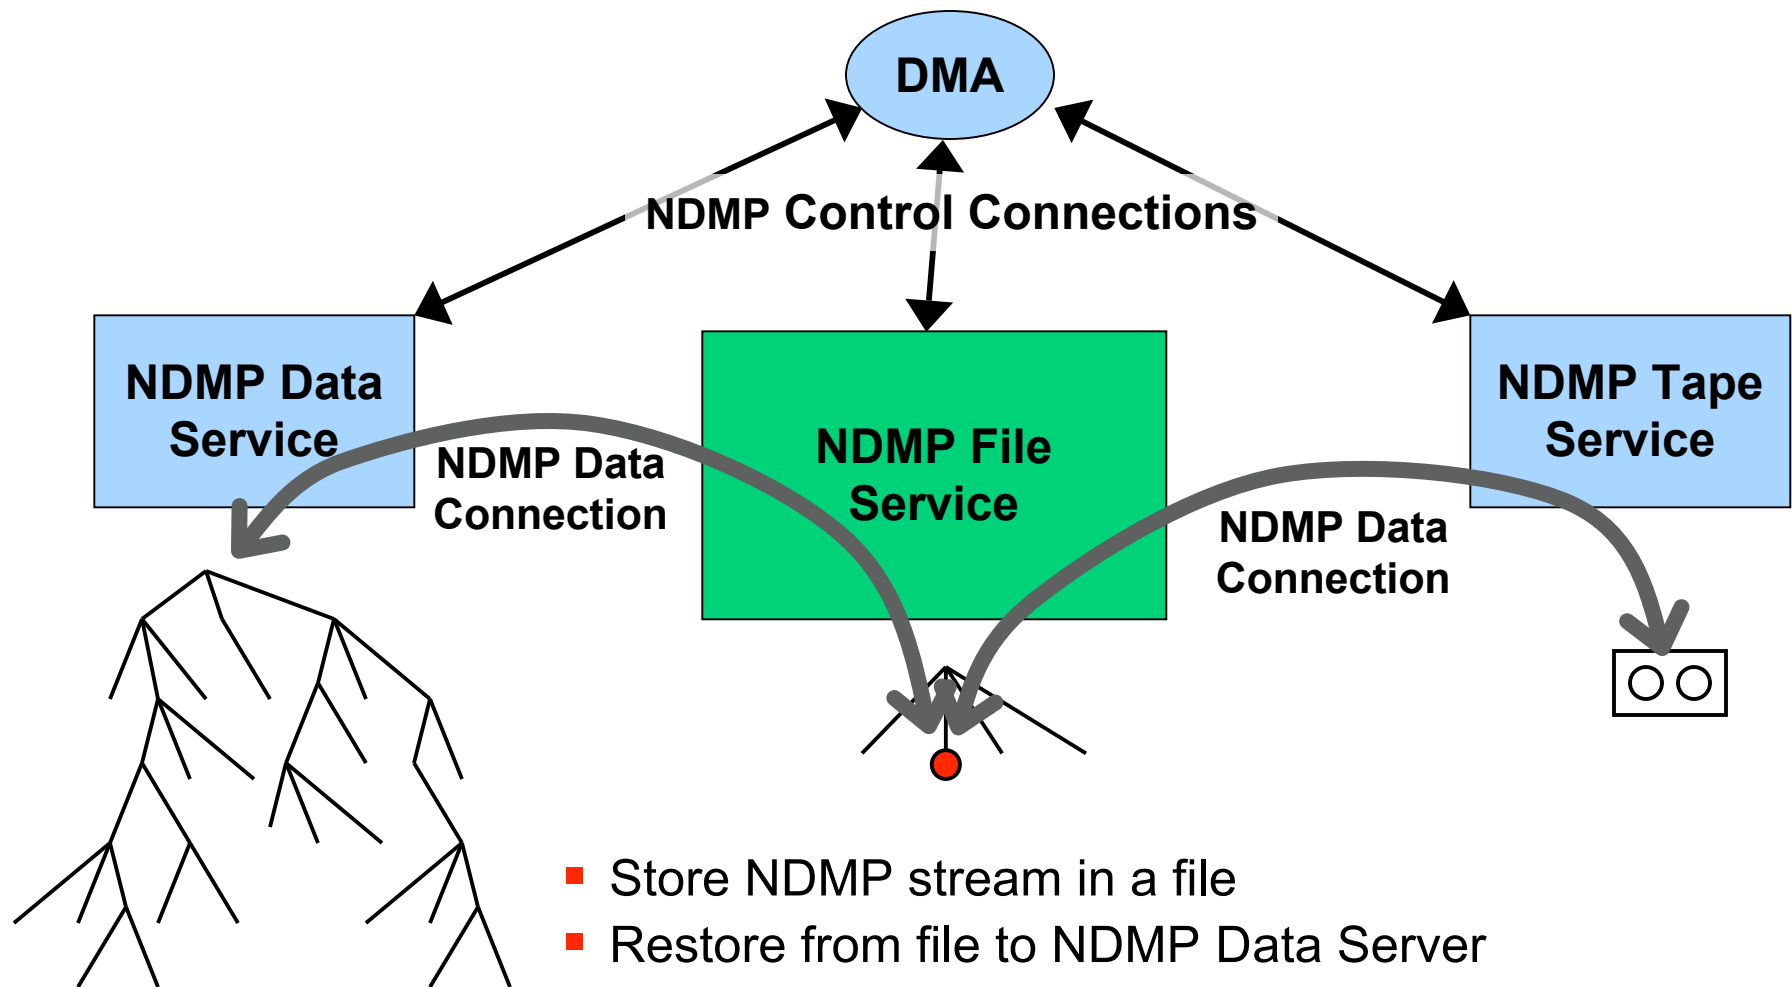 DMA
NDMP Control Connections
NDMP Data
Service
NDMP Data
Connection
NDMP File
Service
NDMP Tape
Service
NDMP Data
Connection
Store NDMP stream in a file
Restore from file to NDMP Data Server